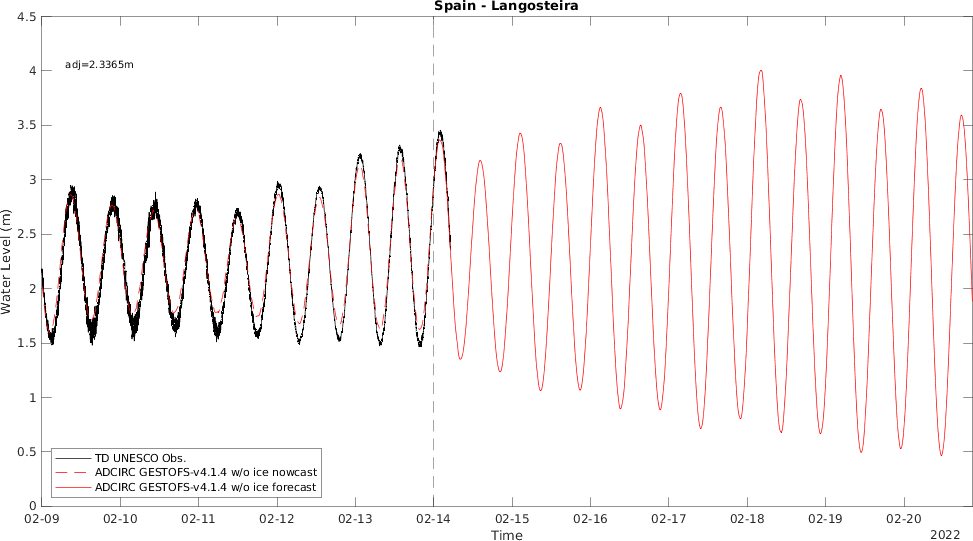 Spain - Langosteira
4.5
adj=2.3365m
4
3.5
3
2.5
2
1.5
1
0.5
0
Water Level (m)
TD UNESCO Obs.
ADCIRC GESTOFS-v4.1.4 w/o ice nowcast
ADCIRC GESTOFS-v4.1.4 w/o ice forecast
02-09 02-10 02-11 02-12 02-13 02-14 02-15 02-16 02-17 02-18 02-19 02-20
Time
2022